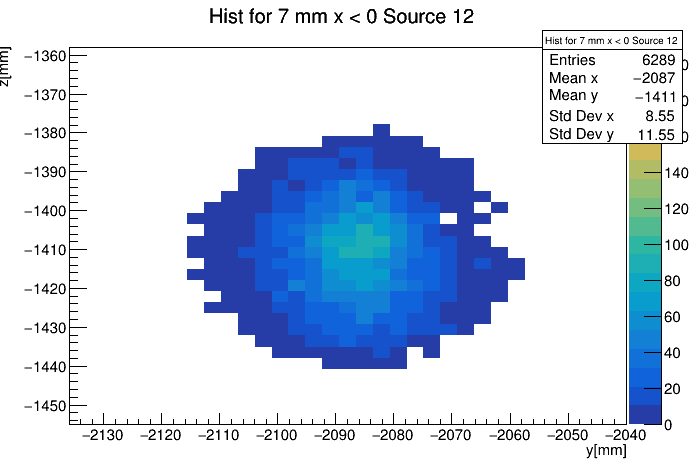 Hist for 7 mm x < 0 Source 12
Hist for 7 mm x < 0 Source 12
Entries 6289
Mean x −2087
Mean y −1411
Std Dev x 8.55
Std Dev y 11.55
z[mm]
−1360
−1370
−1380
−1390
−1400
−1410
−1420
−1430
−1440
−1450
140
120
100
80
60
40
20
0
−2130 −2120 −2110 −2100 −2090 −2080 −2070 −2060 −2050 −2040
y[mm]